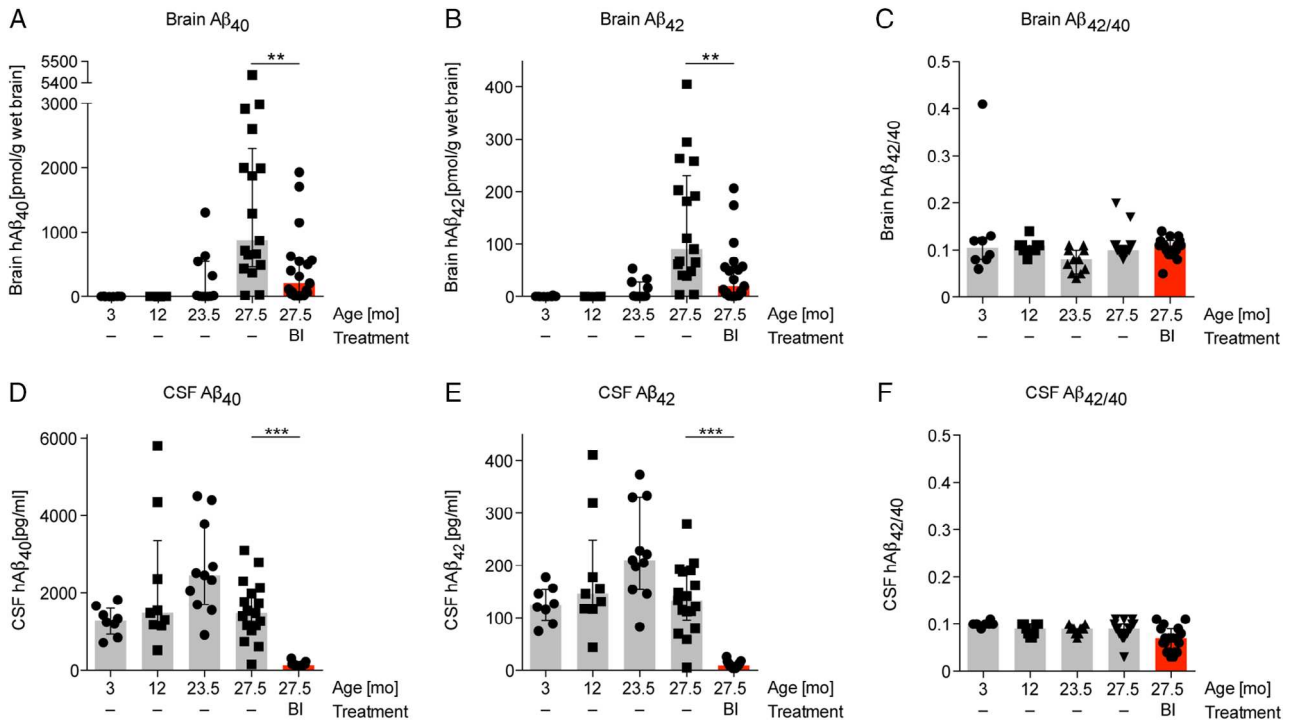 A
Brain Aβ40
Brain hAβ40[pmol/g wet brain]
5500
5400
3000
2000
1000
0
**
3 12 23.5 27.5 27.5 Age [mo]
– – – – BI Treatment
B
Brain Aβ42
Brain hAβ42[pmol/g wet brain]
400
300
200
100
0
**
3 12 23.5 27.5 27.5 Age [mo]
– – – – BI Treatment
C
Brain Aβ42/40
Brain hAβ42/40
0.5
0.4
0.3
0.2
0.1
0
3 12 23.5 27.5 27.5 Age [mo]
– – – – BI Treatment
D
CSF Aβ40
CSF hAβ40[pg/ml]
6000
4000
2000
0
***
3 12 23.5 27.5 27.5 Age [mo]
– – – – BI Treatment
E
CSF Aβ42
CSF hAβ42[pg/ml]
400
300
200
100
0
***
3 12 23.5 27.5 27.5 Age [mo]
– – – – BI Treatment
F
CSF Aβ42/40
CSF hAβ42/40
0.5
0.4
0.3
0.2
0.1
0
3 12 23.5 27.5 27.5 Age [mo]
– – – – BI Treatment